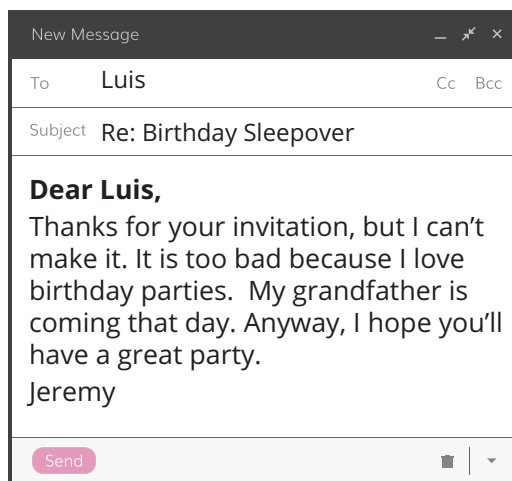 New Message
To Luis Cc Bcc
Subject Re: Birthday Sleepover
Dear Luis,
Thanks for your invitation, but I can’t
make it. It is too bad because I love
birthday parties.  My grandfather is
coming that day. Anyway, I hope you’ll
have a great party.
Jeremy
Send